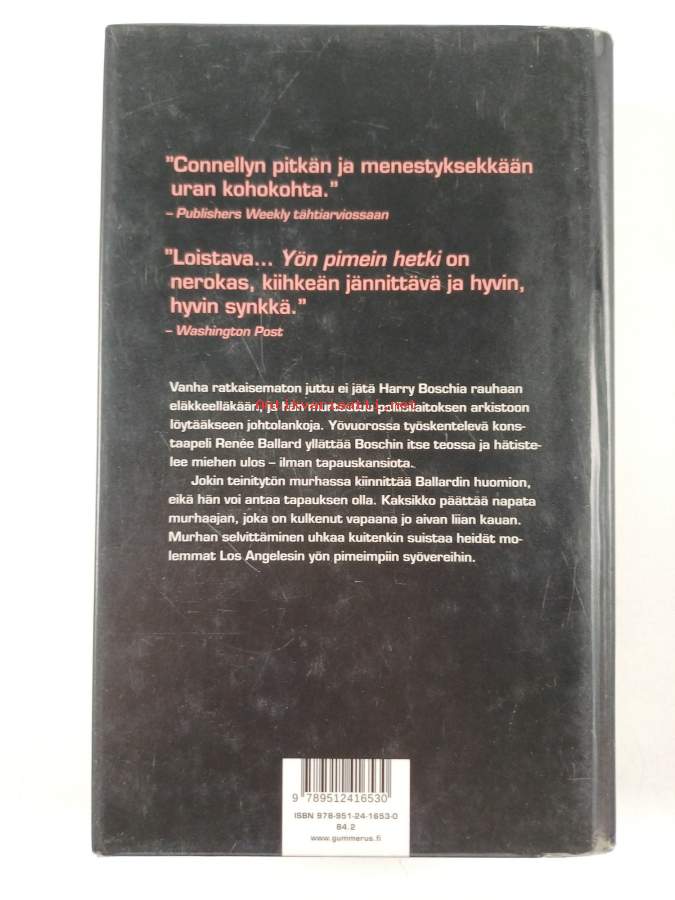 "Connellyn pitkän ja menestyksekkään
uran kohokohta."
– Publishers Weekly tähtiarviossaan
"Loistava... Yön pimein hetki on
nerokas, kiihkeän jännittävä ja hyvin,
hyvin synkkä."
– Washington Post
Vanha ratkaisematon juttu ei jätä Harry Boschia rauhaan
eläkkeelläkään, ja hän murtautuu poliisilaitoksen arkistoon
löytääkseen johtolankoja. Yövuorossa työskentelevä kons-
taapeli Renée Ballard yllättää Boschin itse teossa ja hätiste-
lee miehen ulos – ilman tapauskansiota.
Jokin teinitytön murhassa kiinnittää Ballardin huomion,
eikä hän voi antaa tapauksen olla. Kaksikko päättää napata
murhaajan, joka on kulkenut vapaana jo aivan liian kauan.
Murhan selvittäminen uhkaa kuitenkin suistaa heidät mo-
lemmat Los Angelesin yön pimeimpiin syövereihin.
9 789512416530
ISBN 978-951-24-1653-0
84.2
www.gummerus.fi